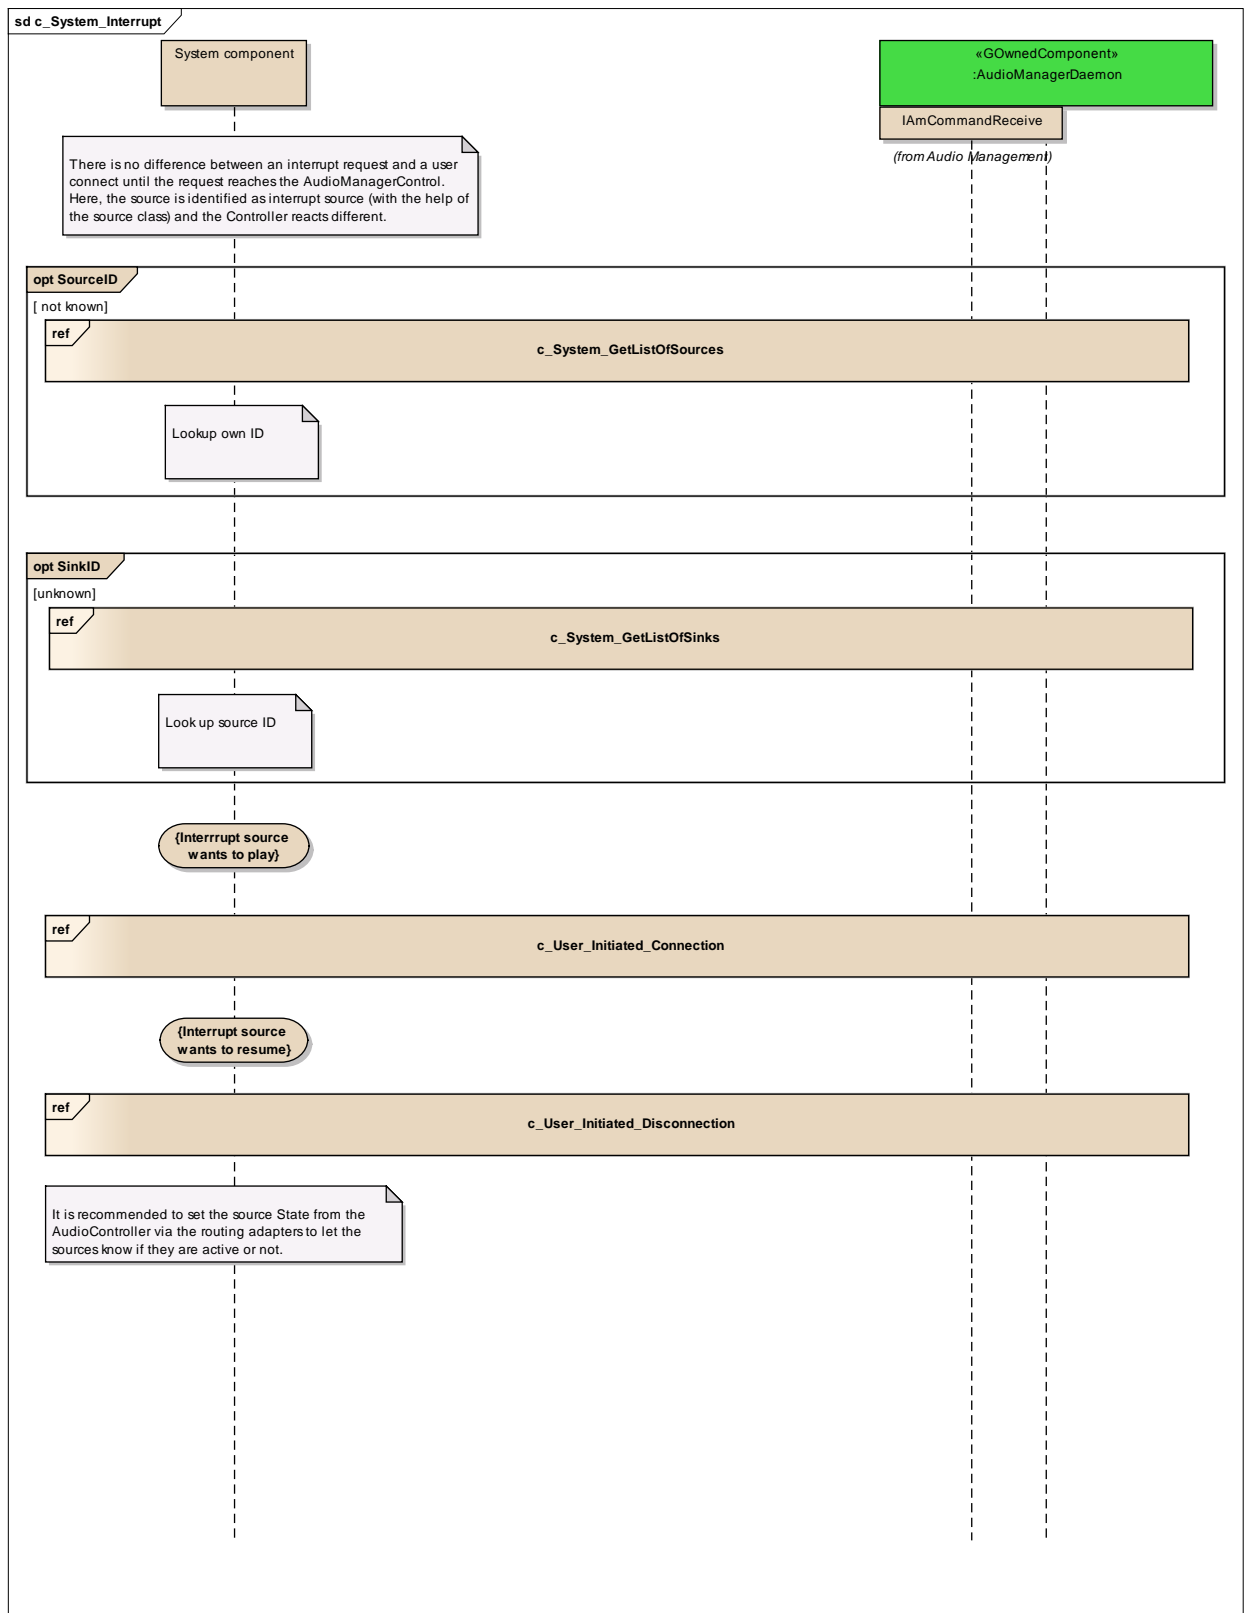 sd c_System_Interrupt
System component
«GOwnedComponent»
:AudioManagerDaemon
IAmCommandReceive
(from Audio Management)
There is no difference between an interrupt request and a user
connect until the request reaches the AudioManagerControl.
Here, the source is identified as interrupt source (with the help of
the source class) and the Controller reacts different.
opt SourceID
[ not known]
ref
c_System_GetListOfSources
Lookup own ID
opt SinkID
[unknown]
ref
c_System_GetListOfSinks
Look up source ID
{Interrrupt source
wants to play}
ref
c_User_Initiated_Connection
{Interrupt source
wants to resume}
ref
c_User_Initiated_Disconnection
It is recommended to set the source State from the
AudioController via the routing adapters to let the
sources know if they are active or not.